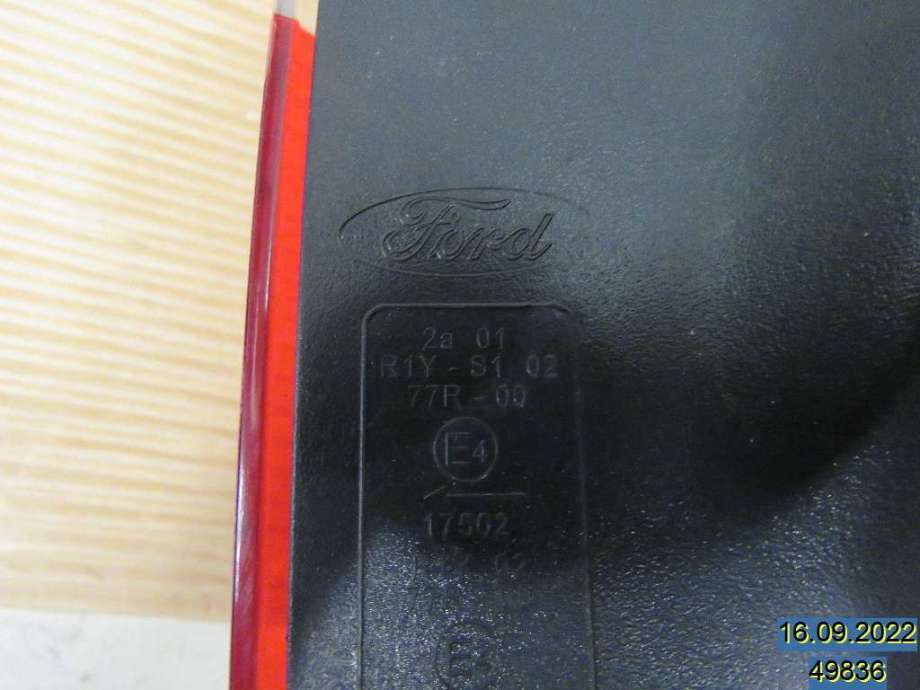 Ford
2a 01
R1Y - S1 02
77R - 00
E4
17502
16.09.2022
49836